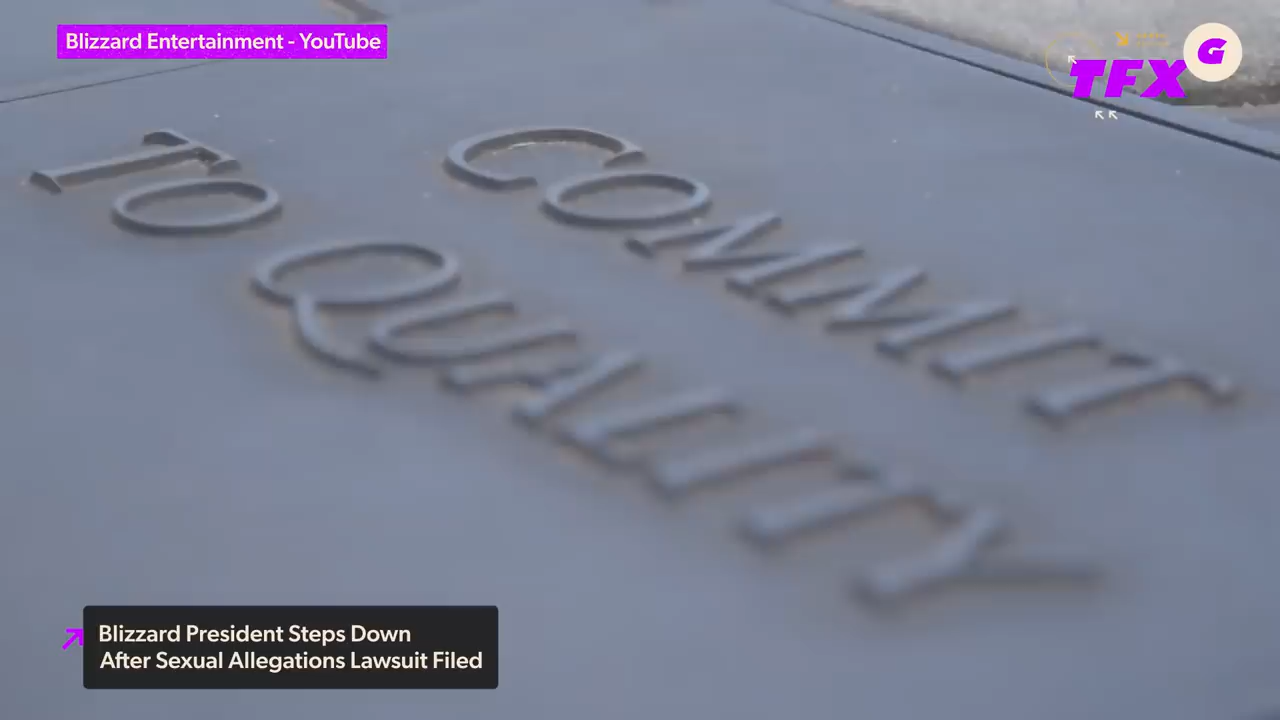 Blizzard Entertainment - YouTube
G
TFX
COMMIT
TO QUALITY
Blizzard President Steps Down
After Sexual Allegations Lawsuit Filed